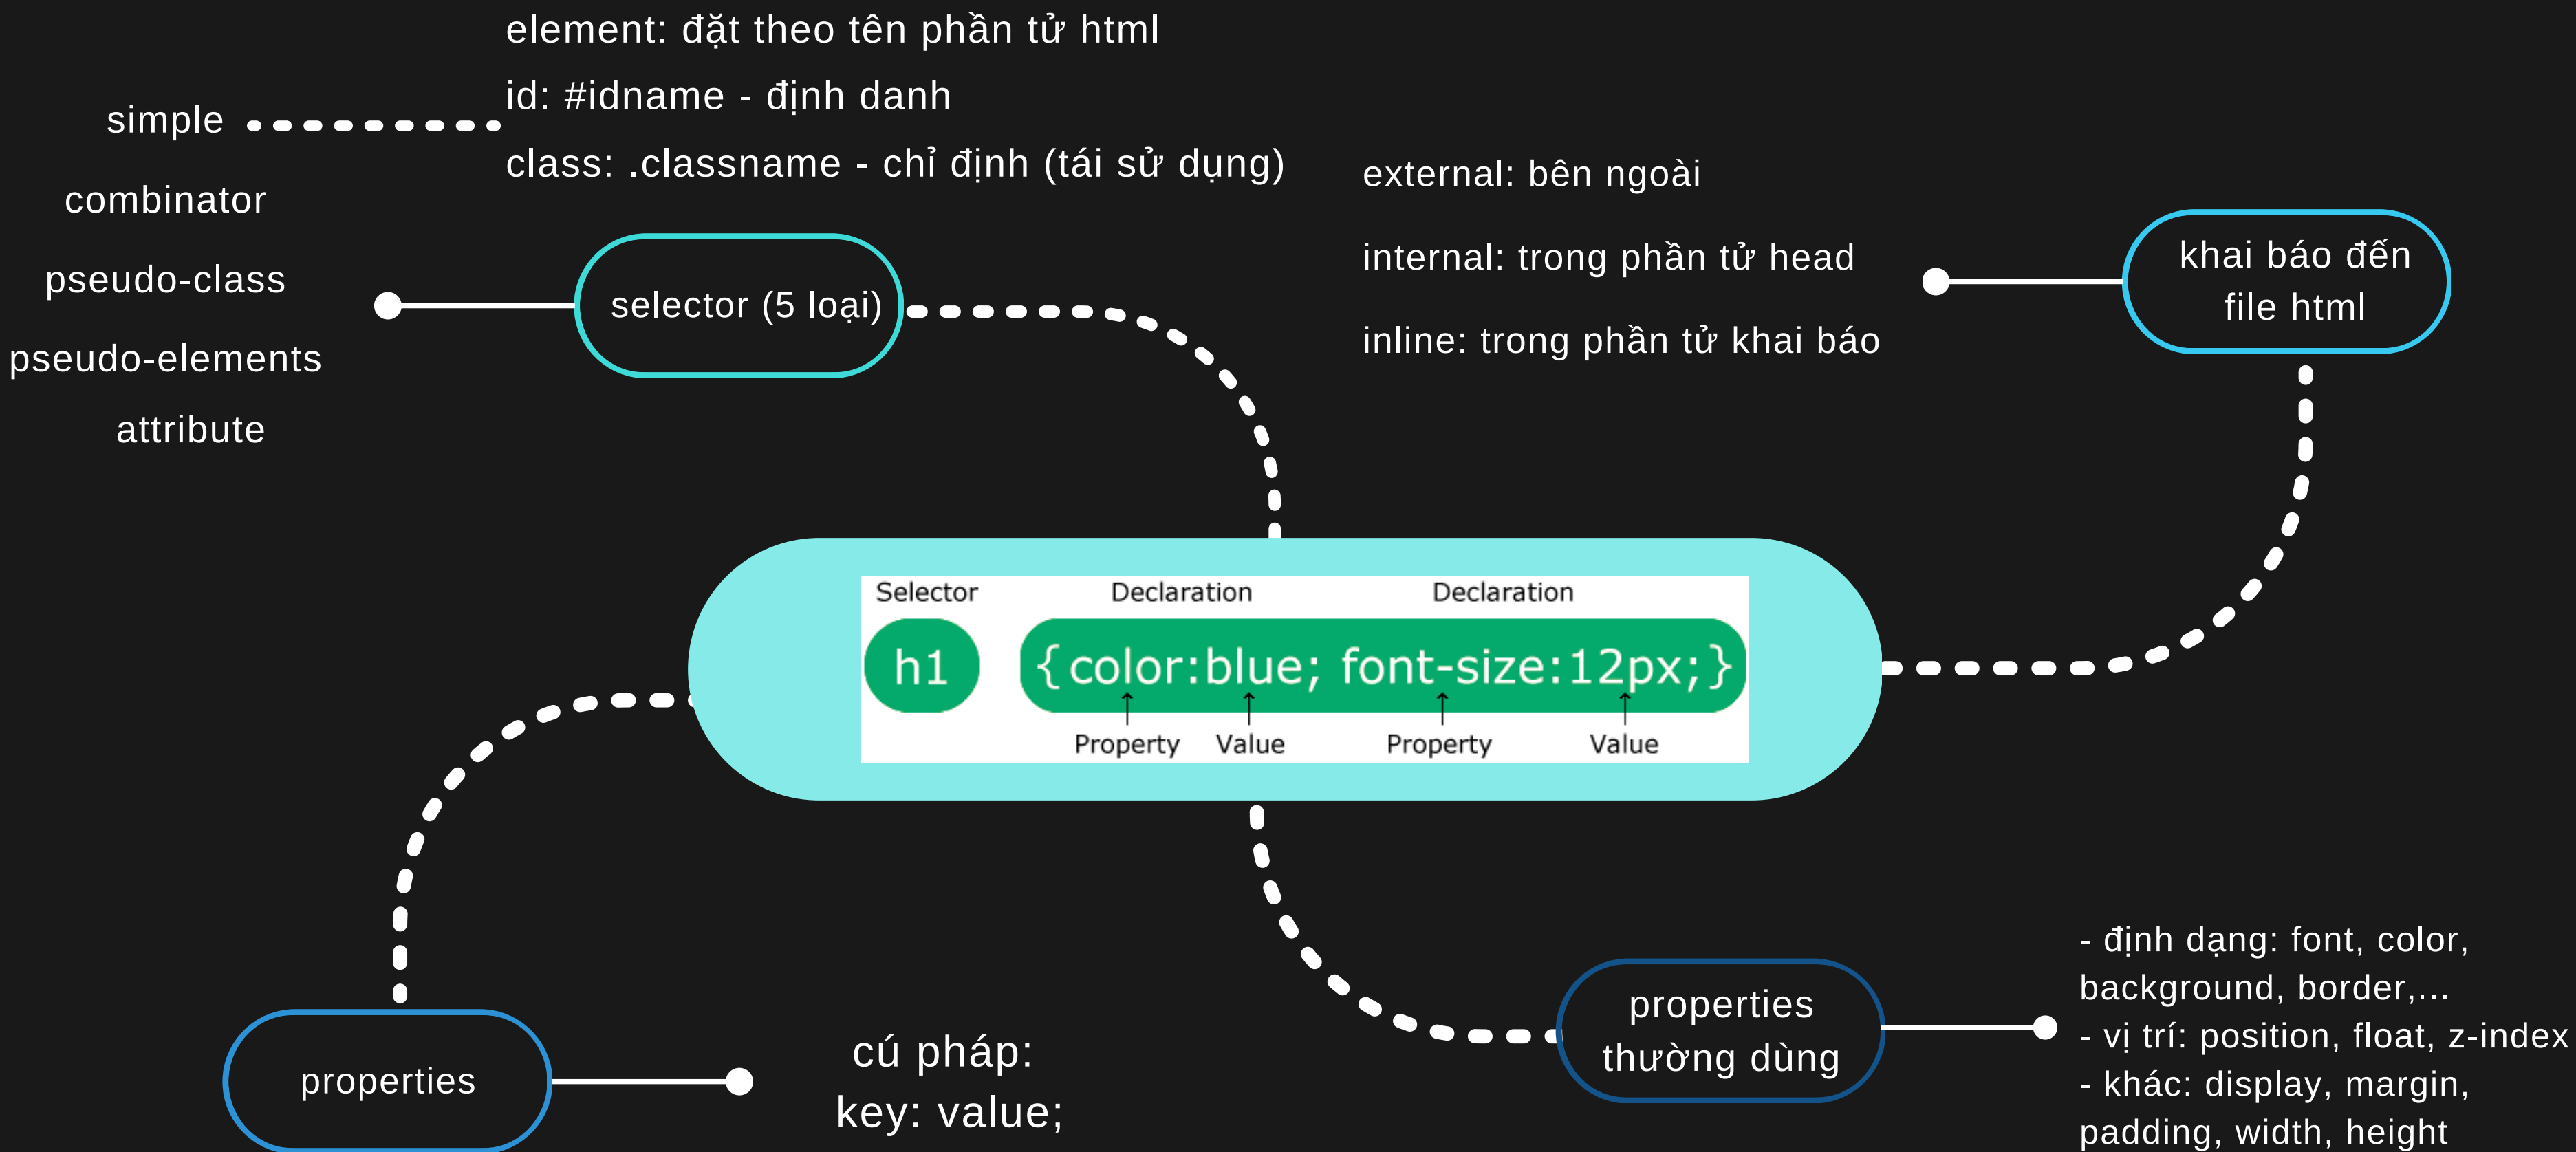 element: đặt theo tên phần tử html
id: #idname - định danh
class: .classname - chỉ định (tái sử dụng)
simple
combinator
pseudo-class
pseudo-elements
attribute
selector (5 loại)
external: bên ngoài
internal: trong phần tử head
inline: trong phần tử khai báo
khai báo đến
file html
Selector Declaration Declaration
h1 {color:blue; font-size:12px;}
Property Value Property Value
properties
cú pháp:
key: value;
properties
thường dùng
- định dạng: font, color,
background, border,...
- vị trí: position, float, z-index
- khác: display, margin,
padding, width, height